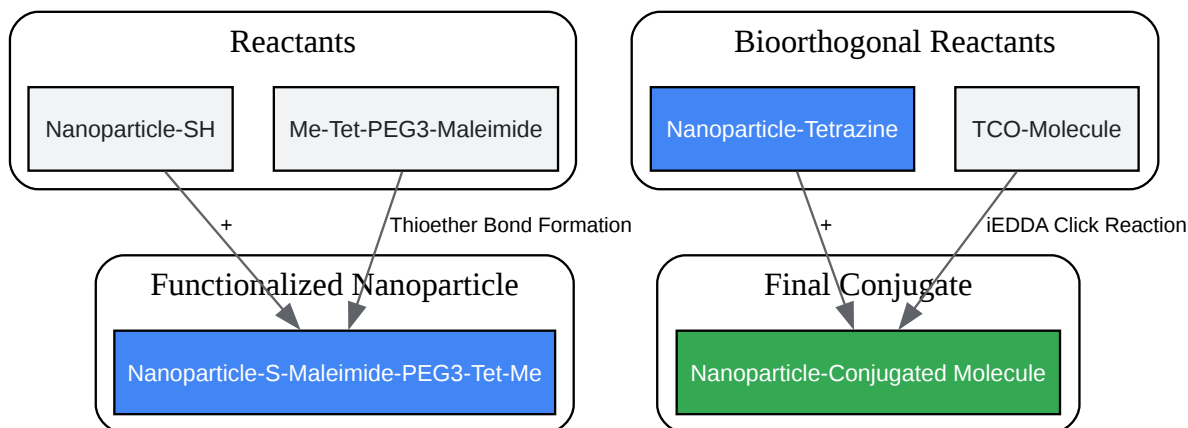 Reactants
Nanoparticle-SH
Me-Tet-PEG3-Maleimide
+
Thioether Bond Formation
Functionalized Nanoparticle
Nanoparticle-S-Maleimide-PEG3-Tet-Me
Bioorthogonal Reactants
Nanoparticle-Tetrazine
TCO-Molecule
+
iEDDA Click Reaction
Final Conjugate
Nanoparticle-Conjugated Molecule